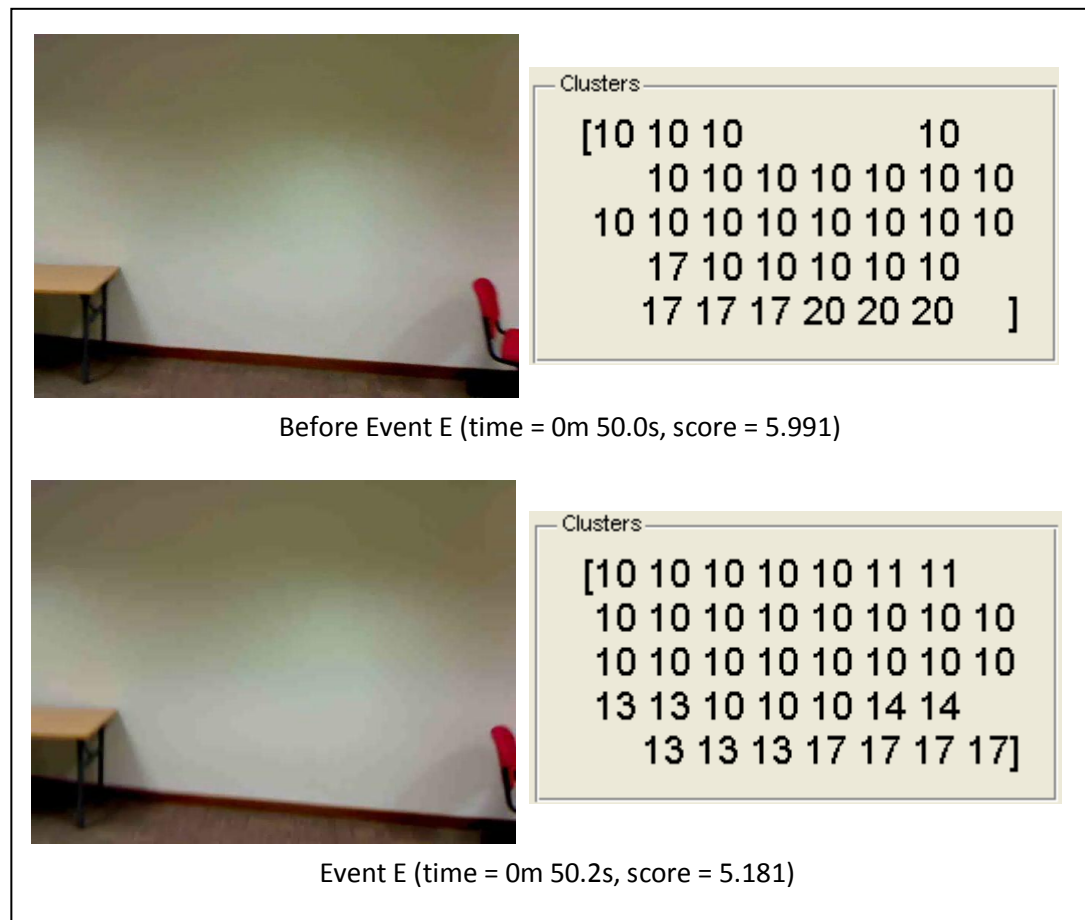 Clusters
[10 10 10 10
10 10 10 10 10 10 10
10 10 10 10 10 10 10 10
17 10 10 10 10 10
17 17 17 20 20 20 ]
Before Event E (time = 0m 50.0s, score = 5.991)
Clusters
[10 10 10 10 10 11 11
10 10 10 10 10 10 10 10
10 10 10 10 10 10 10 10
13 13 10 10 10 14 14
13 13 13 17 17 17 17]
Event E (time = 0m 50.2s, score = 5.181)